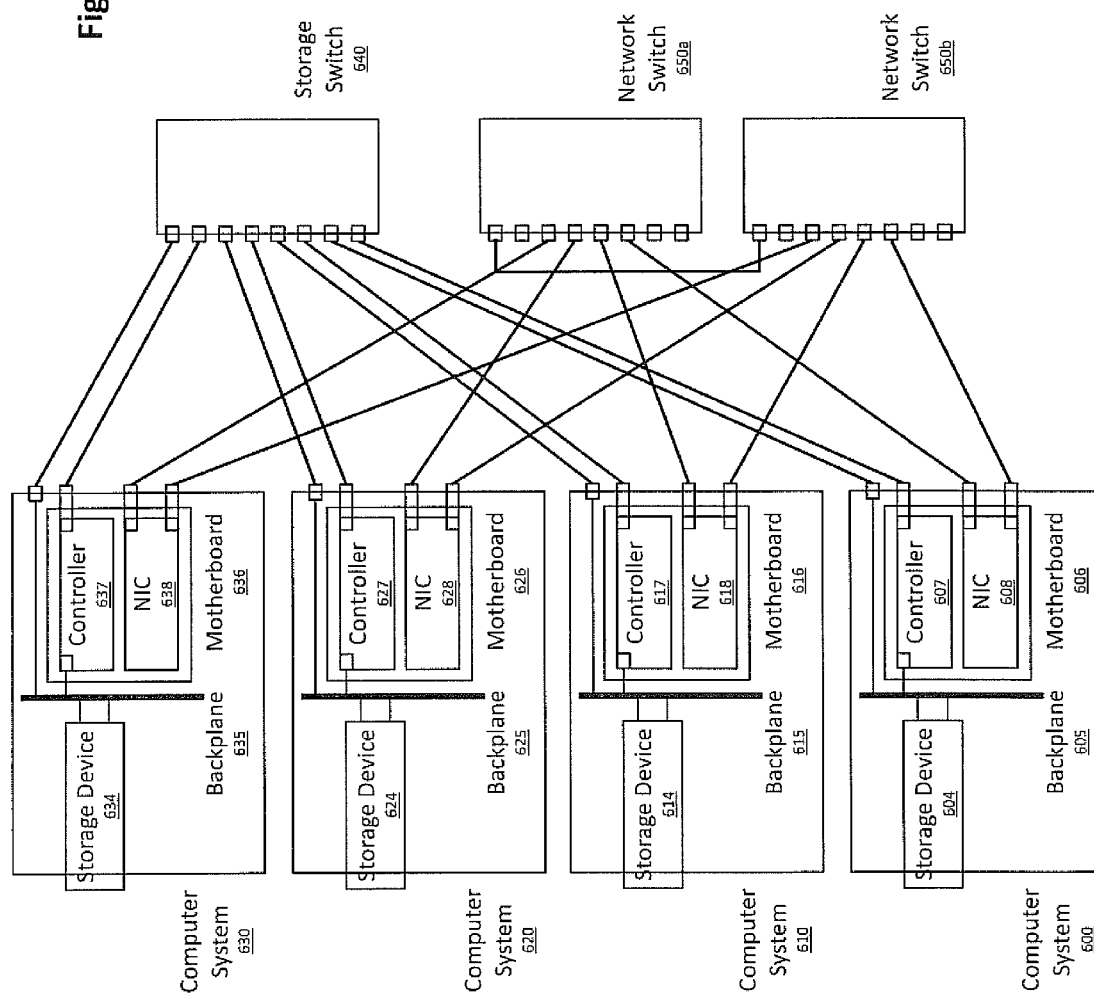 Fig
Storage
Switch
640
Network
Switch
650a
Network
Switch
650b
Controller
637
NIC
638
Motherboard
636
Storage Device
634
Backplane
635
Computer
System
630
Controller
627
NIC
628
Motherboard
626
Storage Device
624
Backplane
625
Computer
System
620
Controller
617
NIC
618
Motherboard
616
Storage Device
614
Backplane
615
Computer
System
610
Controller
607
NIC
608
Motherboard
606
Storage Device
604
Backplane
605
Computer
System
600